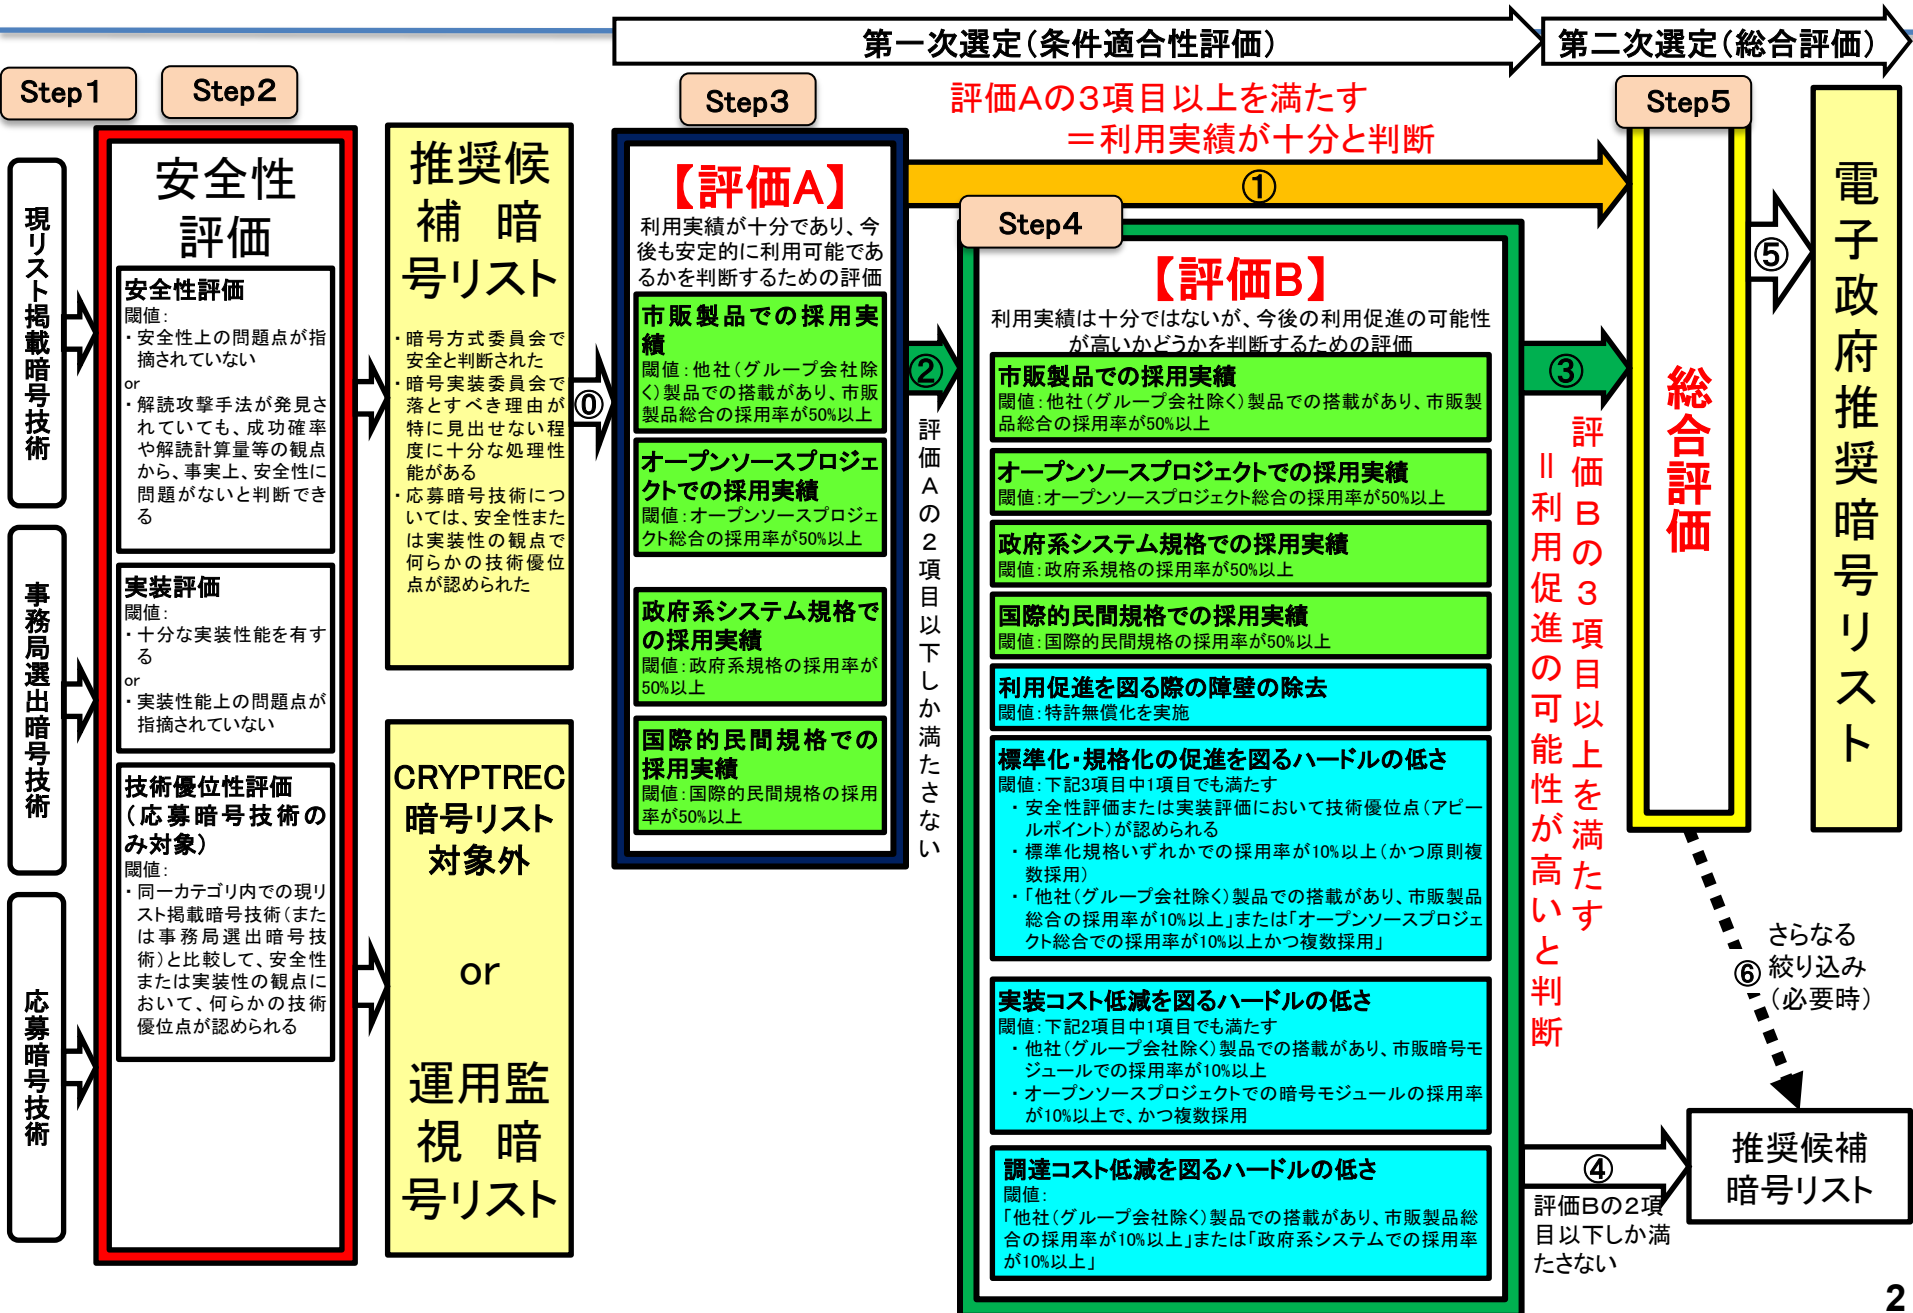 第一次選定(条件適合性評価)
第二次選定(総合評価)
Step1
Step2
Step3
Step4
Step5
現リスト掲載暗号技術
事務局選出暗号技術
応募暗号技術
安全性
評価
安全性評価
閾値:
・安全性上の問題点が指
摘されていない
or
・解読攻撃手法が発見さ
れていても、成功確率
や解読計算量等の観点
から、事実上、安全性に
問題がないと判断でき
る
実装評価
閾値:
・十分な実装性能を有す
る
or
・実装性能上の問題点が
指摘されていない
技術優位性評価
(応募暗号技術の
み対象)
閾値:
・同一カテゴリ内での現リ
スト掲載暗号技術(また
は事務局選出暗号技
術)と比較して、安全性
または実装性の観点に
おいて、何らかの技術
優位点が認められる
推奨候
補暗
号リスト
・暗号方式委員会で
安全と判断された
・暗号実装委員会で
落とすべき理由が
特に見出せない程
度に十分な処理性
能がある
・応募暗号技術につ
いては、安全性また
は実装性の観点で
何らかの技術優位
点が認められた
CRYPTREC
暗号リスト
対象外
or
運用監
視暗
号リスト
⓪
【評価A】
利用実績が十分であり、今
後も安定的に利用可能であ
るかを判断するための評価
市販製品での採用実
績
閾値:他社(グループ会社除
く)製品での搭載があり、市販
製品総合の採用率が50%以上
オープンソースプロジェ
クトでの採用実績
閾値:オープンソースプロジェ
クト総合の採用率が50%以上
政府系システム規格で
の採用実績
閾値:政府系規格の採用率が
50%以上
国際的民間規格での
採用実績
閾値:国際的民間規格の採用
率が50%以上
評価Aの3項目以上を満たす
=利用実績が十分と判断
①
②
評価Aの2項目以下しか満たさない
【評価B】
利用実績は十分ではないが、今後の利用促進の可能性
が高いかどうかを判断するための評価
市販製品での採用実績
閾値:他社(グループ会社除く)製品での搭載があり、市販製
品総合の採用率が50%以上
オープンソースプロジェクトでの採用実績
閾値:オープンソースプロジェクト総合の採用率が50%以上
政府系システム規格での採用実績
閾値:政府系規格の採用率が50%以上
国際的民間規格での採用実績
閾値:国際的民間規格の採用率が50%以上
利用促進を図る際の障壁の除去
閾値:特許無償化を実施
標準化・規格化の促進を図るハードルの低さ
閾値:下記3項目中1項目でも満たす
・安全性評価または実装評価において技術優位点(アピー
ルポイント)が認められる
・標準化規格いずれかでの採用率が10%以上(かつ原則複
数採用)
・「他社(グループ会社除く)製品での搭載があり、市販製品
総合の採用率が10%以上」または「オープンソースプロジェ
クト総合での採用率が10%以上かつ複数採用」
実装コスト低減を図るハードルの低さ
閾値:下記2項目中1項目でも満たす
・他社(グループ会社除く)製品での搭載があり、市販暗号モ
ジュールでの採用率が10%以上
・オープンソースプロジェクトでの暗号モジュールの採用率
が10%以上で、かつ複数採用
調達コスト低減を図るハードルの低さ
閾値:
「他社(グループ会社除く)製品での搭載があり、市販製品総
合の採用率が10%以上」または「政府系システムでの採用率
が10%以上」
③
評価Bの3項目以上を満たす
=利用促進の可能性が高いと判断
④
評価Bの2項
目以下しか満
たさない
総合評価
⑤
電子政府推奨暗号リスト
⑥
さらなる
絞り込み
(必要時)
推奨候補
暗号リスト
2